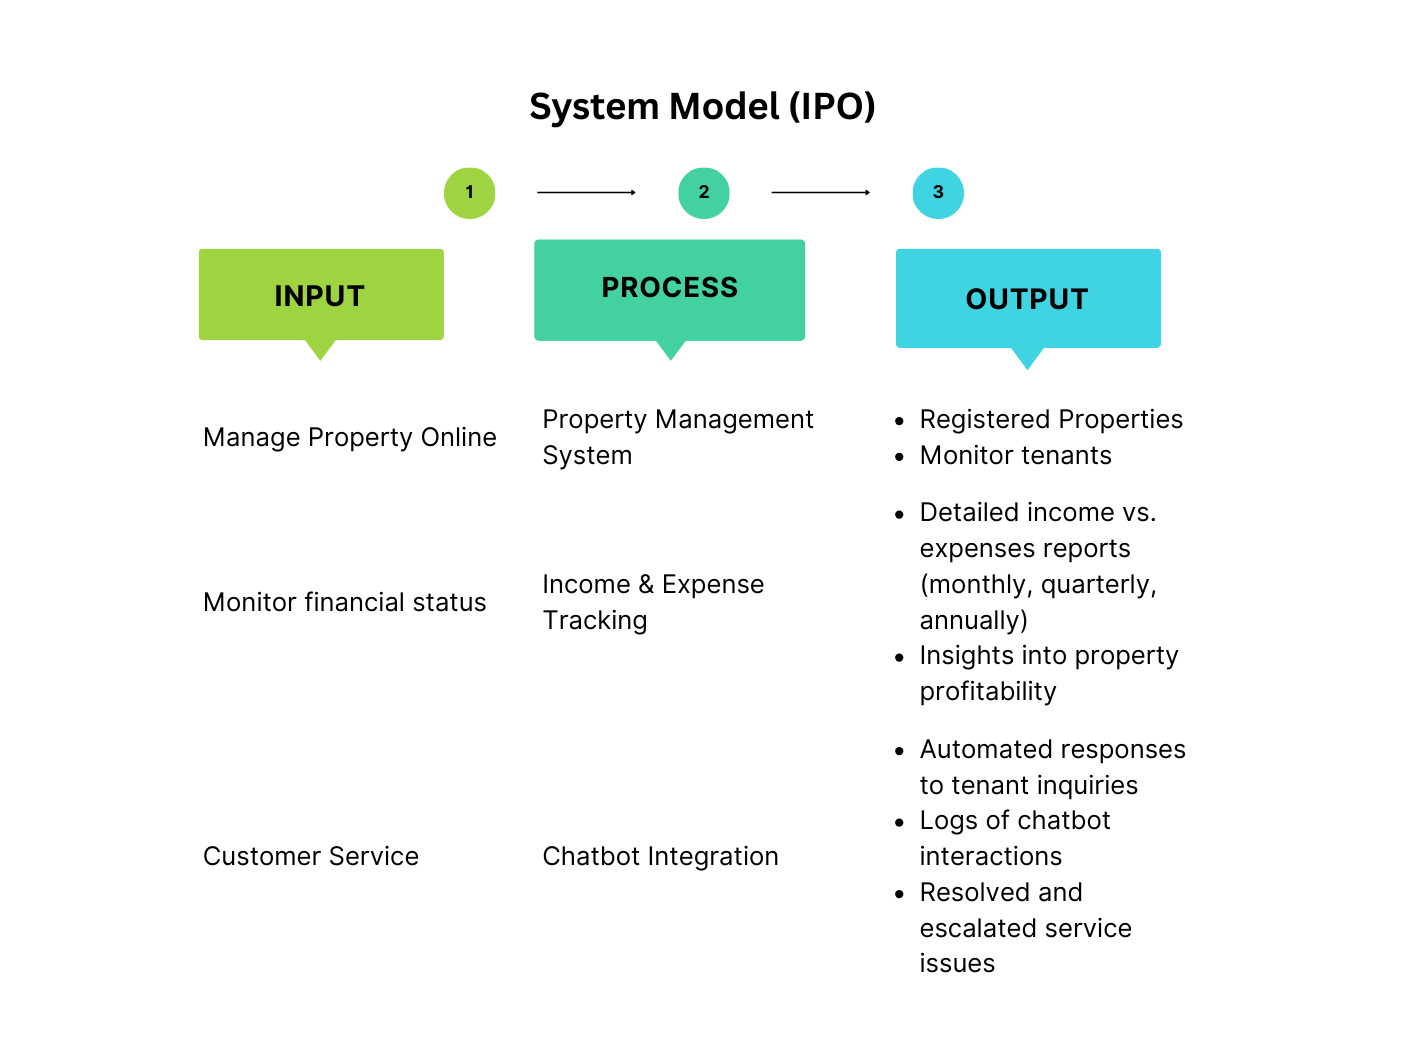 System Model (IPO)
1
2
3
INPUT
PROCESS
OUTPUT
Manage Property Online
Property Management
System
• Registered Properties
• Monitor tenants
Monitor financial status
Income & Expense
Tracking
• Detailed income vs.
expenses reports
(monthly, quarterly,
annually)
• Insights into property
profitability
Customer Service
Chatbot Integration
• Automated responses
to tenant inquiries
• Logs of chatbot
interactions
• Resolved and
escalated service
issues